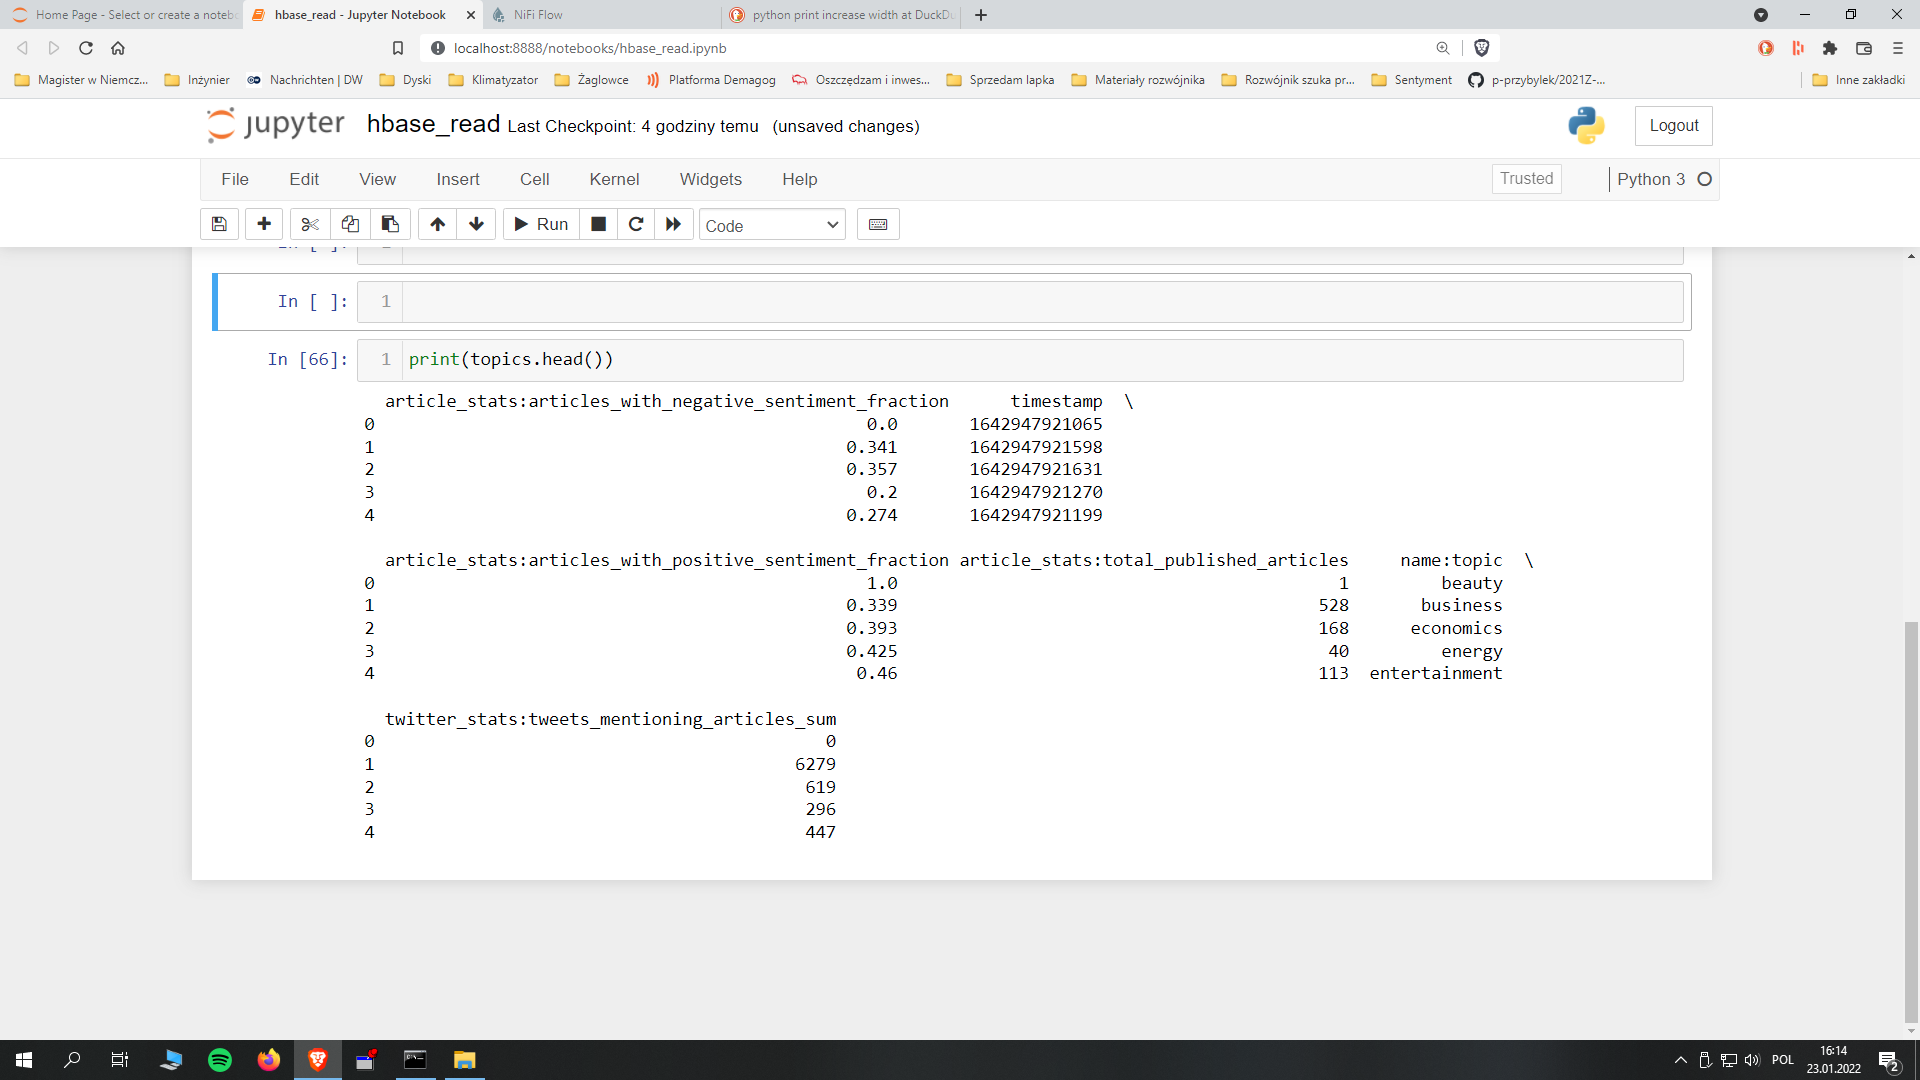 Home Page - Select or create a noteb
hbase_read - Jupyter Notebook
NiFi Flow
python print increase width at DuckDu
localhost:8888/notebooks/hbase_read.ipynb
Magister w Niemcz...
Inżynier
Nachrichten | DW
Dyski
Klimatyzator
Żaglowce
Platforma Demagog
Oszczędzam i inwes...
Sprzedam lapka
Materiały rozwójnika
Rozwójnik szuka pr...
Sentyment
p-przybylek/2021Z-...
Inne zakładki
jupyter hbase_read Last Checkpoint: 4 godziny temu (unsaved changes)
Logout
File Edit View Insert Cell Kernel Widgets Help
Trusted
Python 3
Run
Code
In [ ]: 1
In [66]: 1 print(topics.head())
article_stats:articles_with_negative_sentiment_fraction timestamp \
0 0.0 1642947921065
1 0.341 1642947921598
2 0.357 1642947921631
3 0.2 1642947921270
4 0.274 1642947921199
article_stats:articles_with_positive_sentiment_fraction article_stats:total_published_articles name:topic \
0 1.0 1 beauty
1 0.339 528 business
2 0.393 168 economics
3 0.425 40 energy
4 0.46 113 entertainment
twitter_stats:tweets_mentioning_articles_sum
0 0
1 6279
2 619
3 296
4 447
POL
16:14
23.01.2022
2